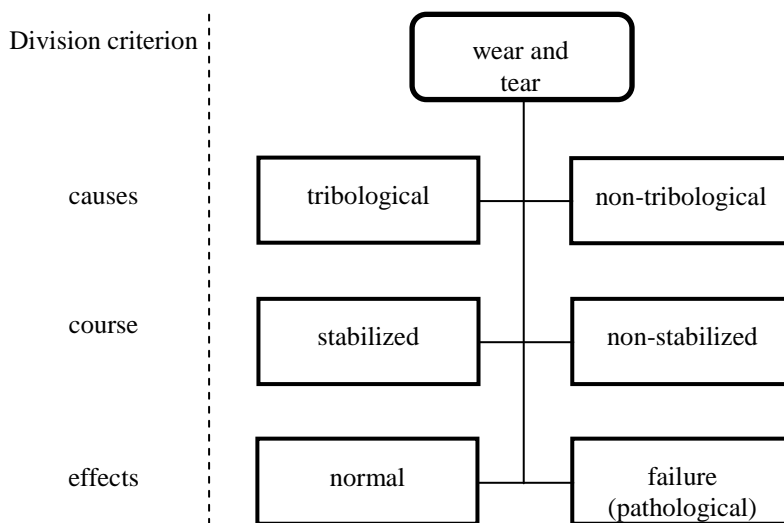 Division criterion
wear and
tear
causes
tribological
non-tribological
course
stabilized
non-stabilized
effects
normal
failure
(pathological)